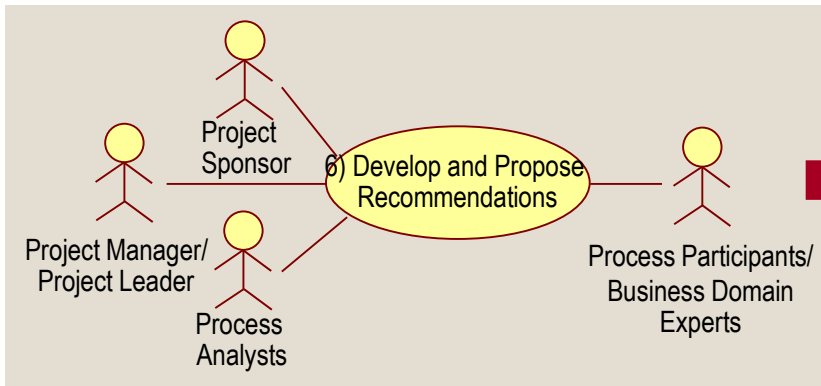 Project
Sponsor
6) Develop and Propose
Recommendations
Project Manager/
Project Leader
Process Participants/
Business Domain
Experts
Process
Analysts